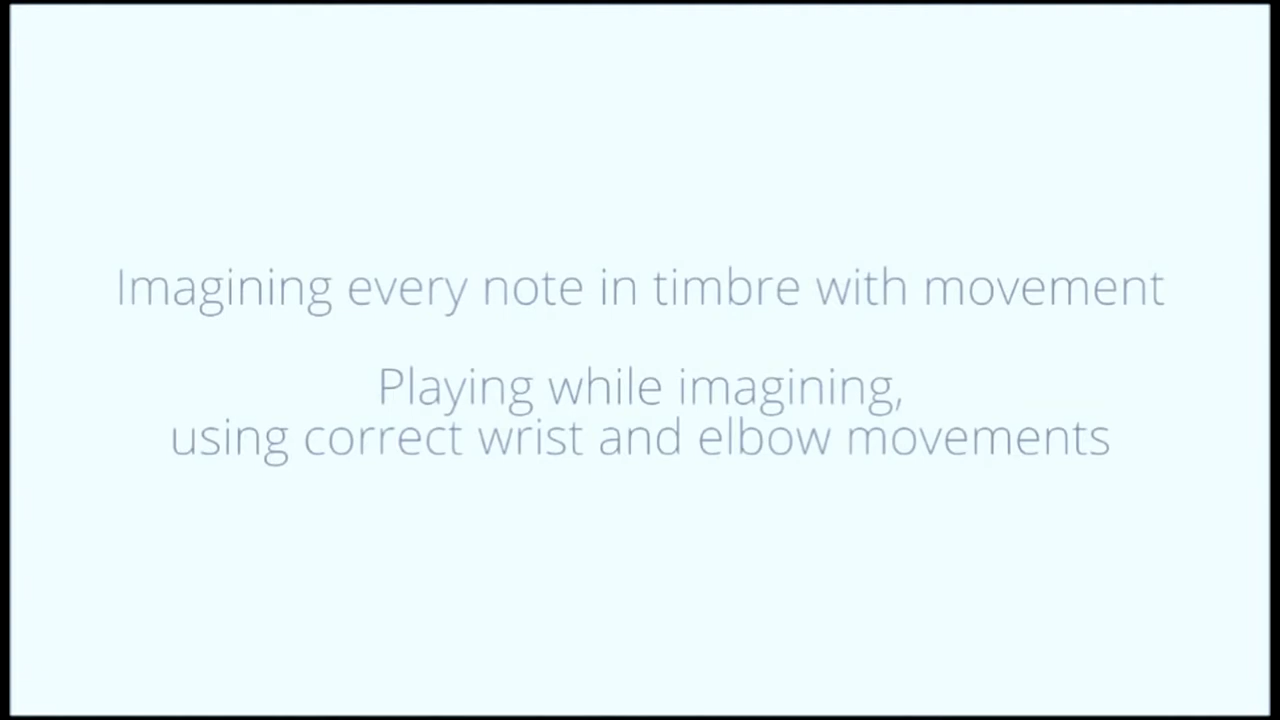 Imagining every note in timbre with movement
Playing while imagining,
using correct wrist and elbow movements